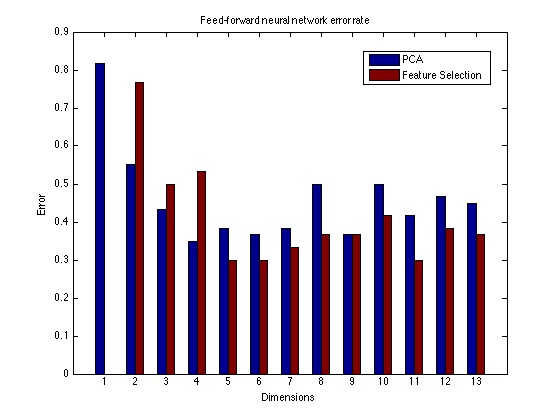 Feed-forward neural network error rate
0.9
0.8
0.7
0.6
0.5
0.4
0.3
0.2
0.1
0
Error
PCA
Feature Selection
1 2 3 4 5 6 7 8 9 10 11 12 13
Dimensions